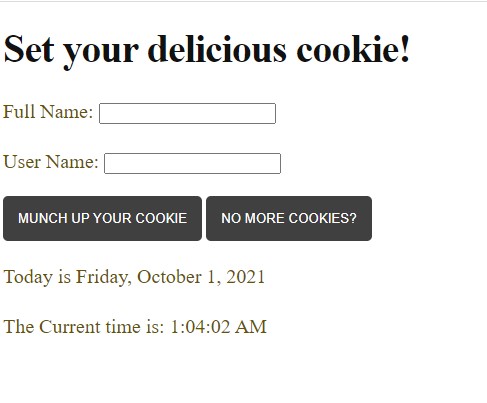 Set your delicious cookie!
Full Name:
User Name:
MUNCH UP YOUR COOKIE NO MORE COOKIES?
Today is Friday, October 1, 2021
The Current time is: 1:04:02 AM